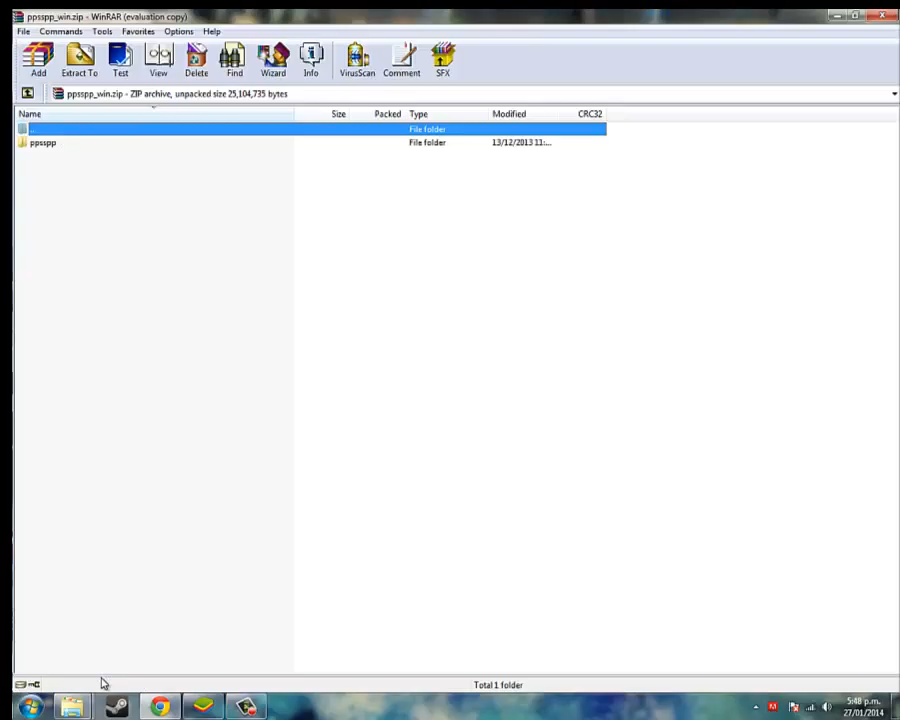 ppsspp_win.zip - WinRAR (evaluation copy)
File Commands Tools Favorites Options Help
Add Extract To Test View Delete Find Wizard Info VirusScan Comment SFX
ppsspp_win.zip - ZIP archive, unpacked size 25,104,735 bytes
Name Size Packed Type Modified CRC32
.. File folder
ppsspp File folder 13/12/2013 11:...
Total 1 folder
5:48 p.m.
27/01/2014